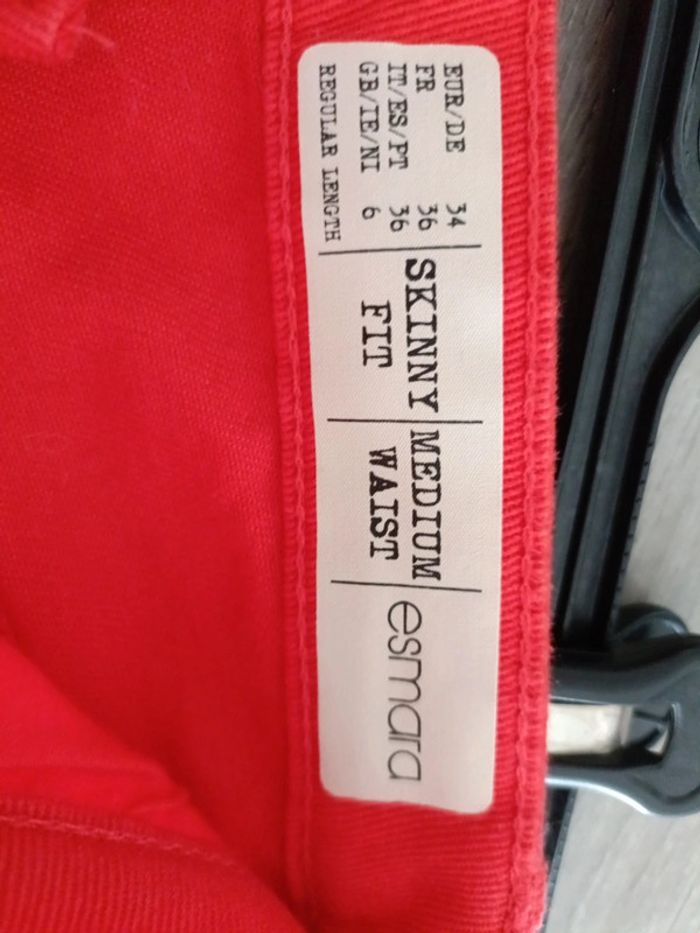 EUR/DE 34
FR 36
IT/ES/PT 36
GB/IE/NI 6
REGULAR LENGTH
SKINNY
FIT
MEDIUM
WAIST
esmara